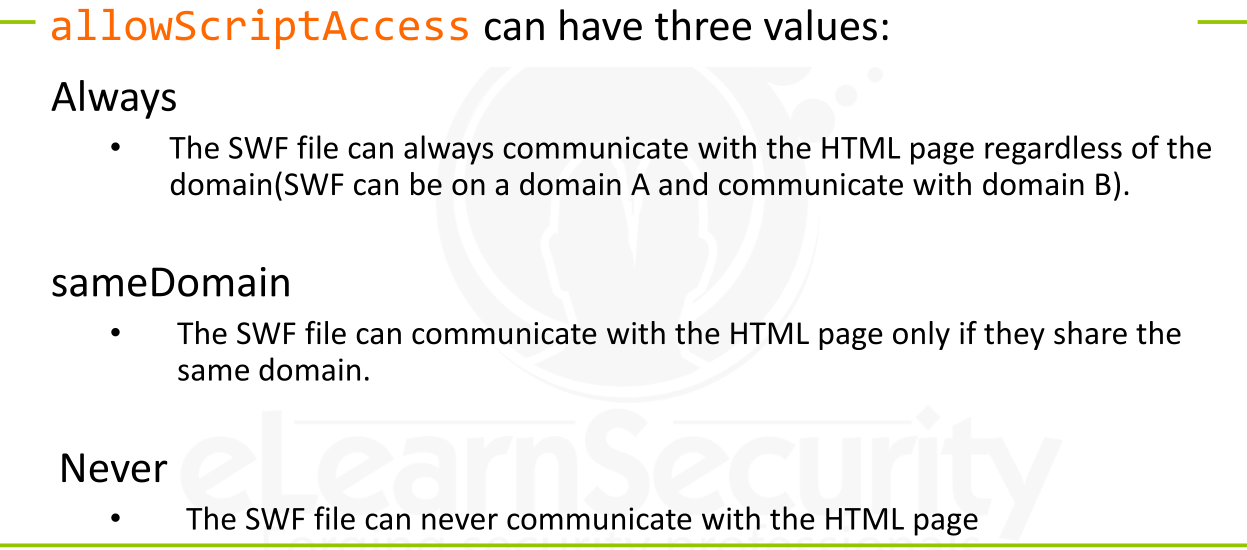 allowScriptAccess can have three values:
Always
• The SWF file can always communicate with the HTML page regardless of the
domain(SWF can be on a domain A and communicate with domain B).
sameDomain
• The SWF file can communicate with the HTML page only if they share the
same domain.
eLearnSecurity
Never
• The SWF file can never communicate with the HTML page
Forging security professionals